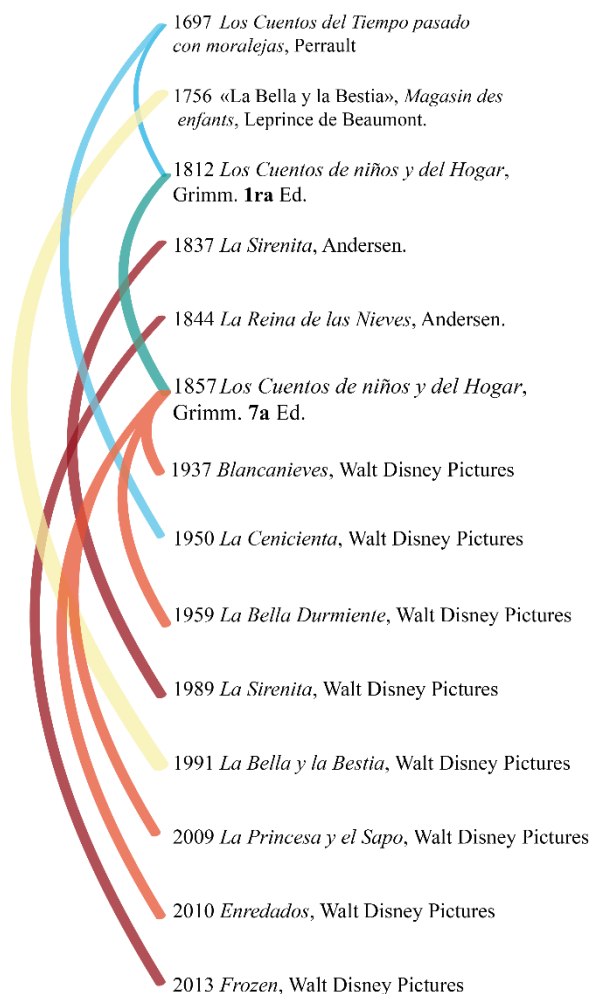 1697 Los Cuentos del Tiempo pasado
con moralejas, Perrault
1756 «La Bella y la Bestia», Magasin des
enfants, Leprince de Beaumont.
1812 Los Cuentos de niños y del Hogar,
Grimm. 1ra Ed.
1837 La Sirenita, Andersen.
1844 La Reina de las Nieves, Andersen.
1857 Los Cuentos de niños y del Hogar,
Grimm. 7a Ed.
1937 Blancanieves, Walt Disney Pictures
1950 La Cenicienta, Walt Disney Pictures
1959 La Bella Durmiente, Walt Disney Pictures
1989 La Sirenita, Walt Disney Pictures
1991 La Bella y la Bestia, Walt Disney Pictures
2009 La Princesa y el Sapo, Walt Disney Pictures
2010 Enredados, Walt Disney Pictures
2013 Frozen, Walt Disney Pictures